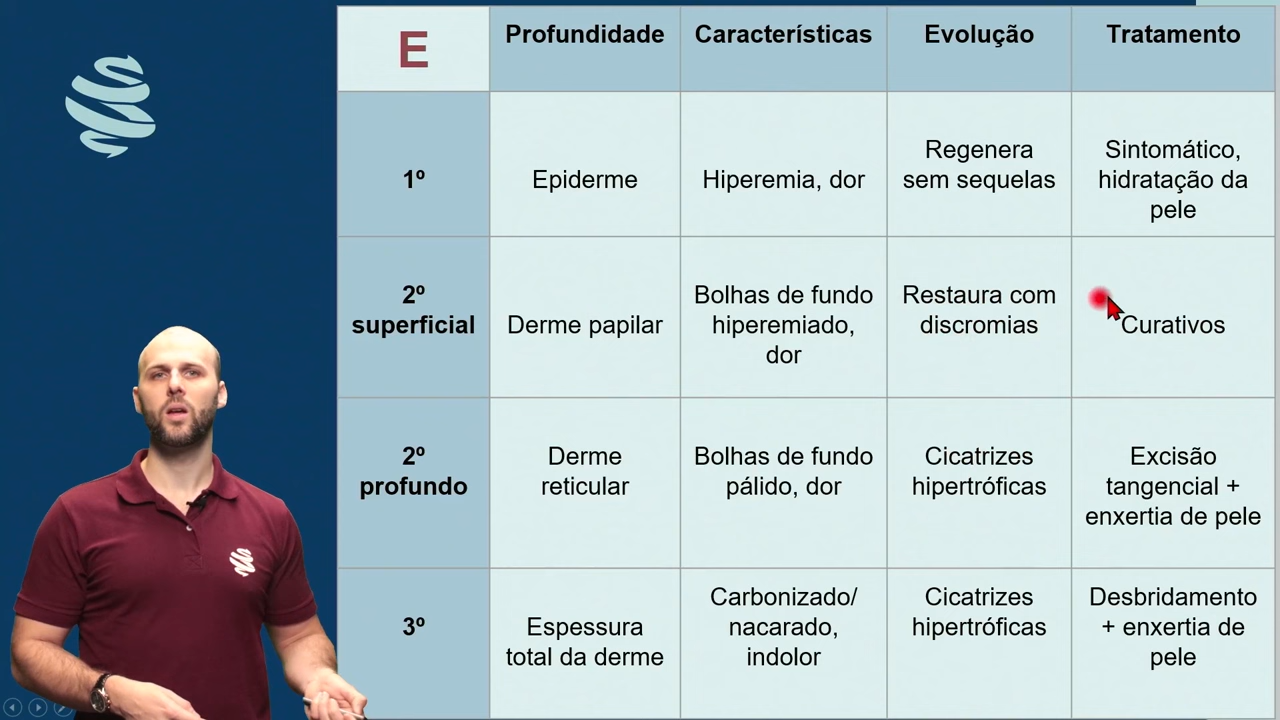 E
Profundidade
Características
Evolução
Tratamento
1º
Epiderme
Hiperemia, dor
Regenera
sem sequelas
Sintomático,
hidratação da
pele
2º
superficial
Derme papilar
Bolhas de fundo
hiperemiado,
dor
Restaura com
discromias
Curativos
2º
profundo
Derme
reticular
Bolhas de fundo
pálido, dor
Cicatrizes
hipertróficas
Excisão
tangencial +
enxertia de pele
3º
Espessura
total da derme
Carbonizado/
nacarado,
indolor
Cicatrizes
hipertróficas
Desbridamento
+ enxertia de
pele